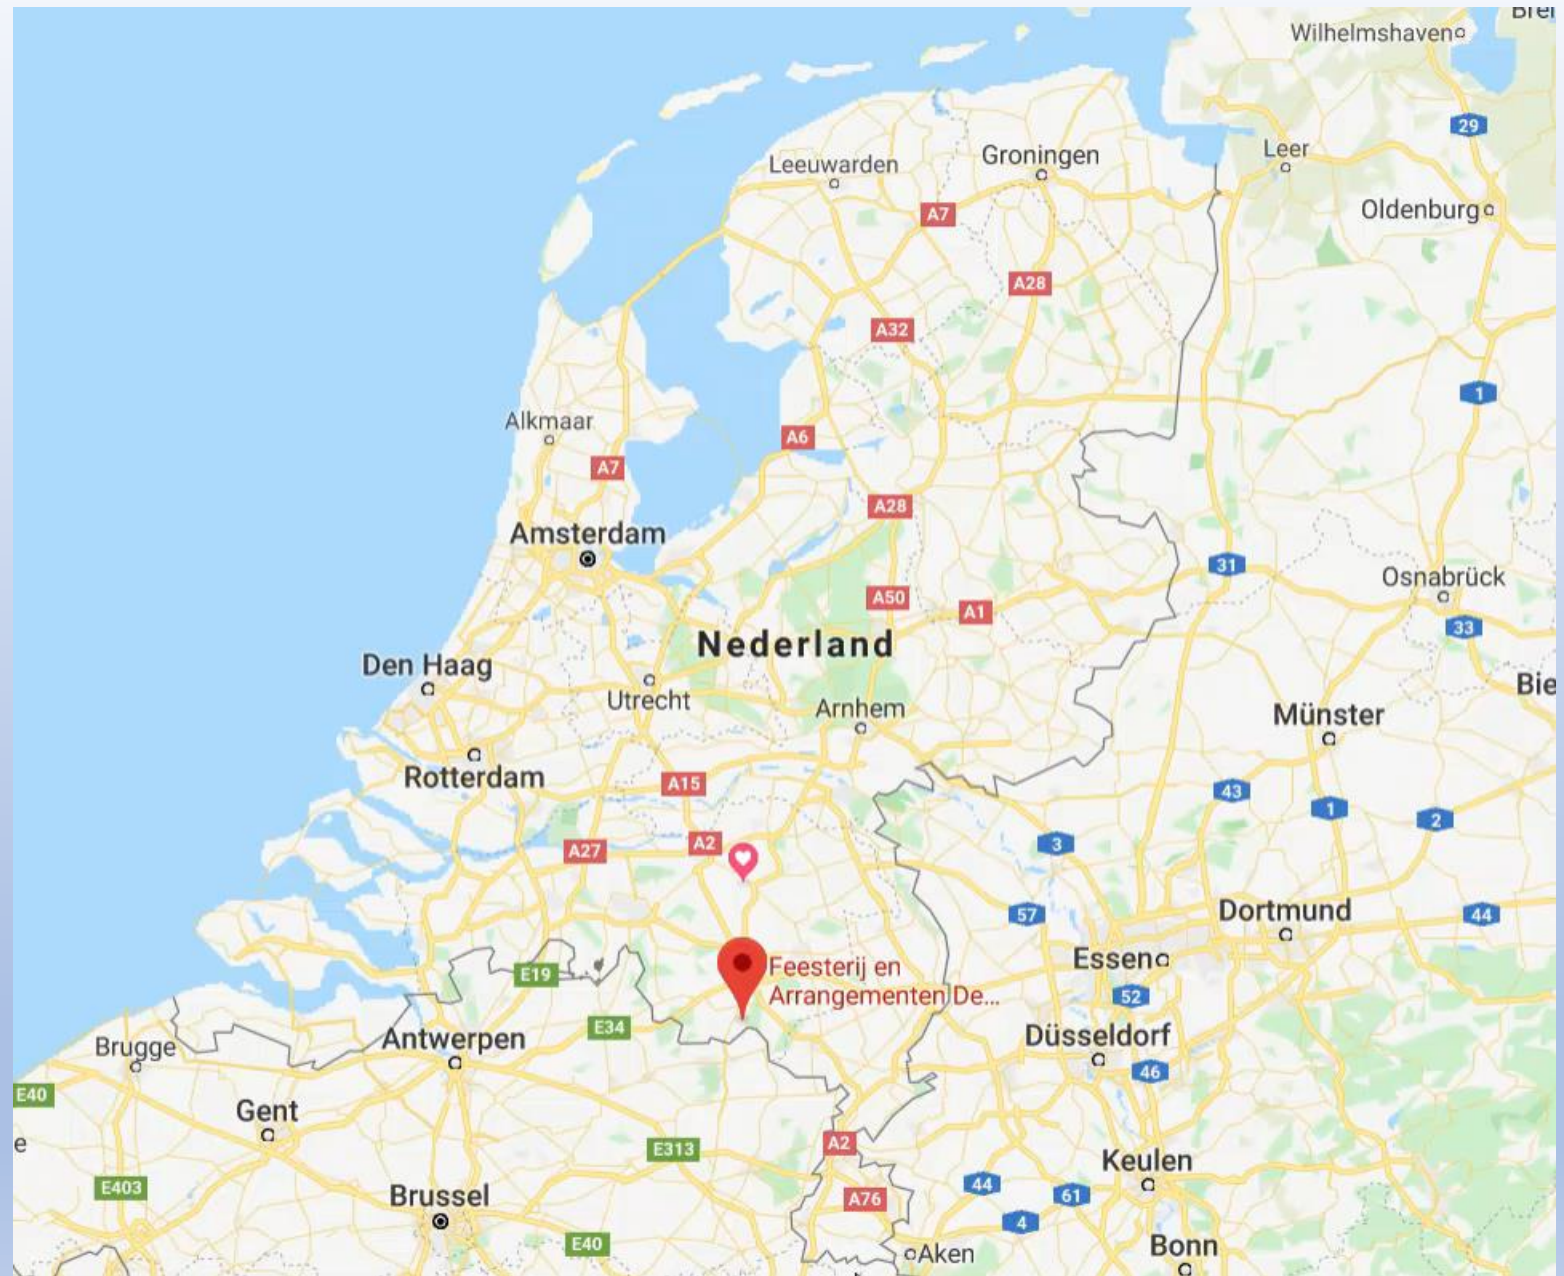 Brei
Wilhelmshaven
29
Leeuwarden
Groningen
Leer
A7
Oldenburg
A28
A32
1
Alkmaar
A6
A7
A28
Amsterdam
31
Osnabrück
A50
A1
33
Nederland
Den Haag
Utrecht
Arnhem
Münster
Bie
Rotterdam
A15
43
1
2
A27
A2
3
57
Dortmund
44
Essen
Feesterij en
Arrangementen De...
E19
52
E34
Antwerpen
Düsseldorf
Brugge
46
E40
Gent
e
E313
A2
Keulen
E403
Brussel
A76
44
61
4
E40
Aken
Bonn